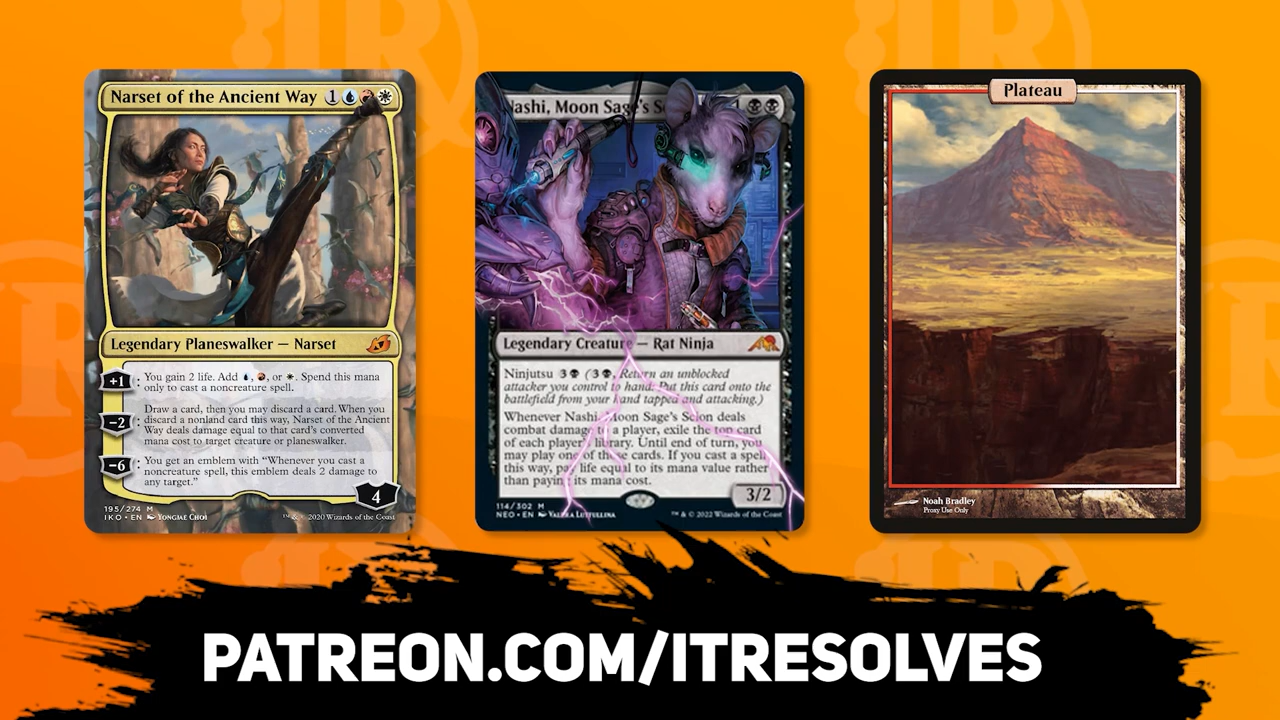 Narset of the Ancient Way 1
Legendary Planeswalker — Narset
+1 : You gain 2 life. Add , , or . Spend this mana
only to cast a noncreature spell.
Draw a card, then you may discard a card. When you
-2 : discard a nonland card this way, Narset of the Ancient
Way deals damage equal to that card's converted
mana cost to target creature or planeswalker.
-6 : You get an emblem with “Whenever you cast a
noncreature spell, this emblem deals 2 damage to
any target.”
4
195/274 M
IKO • EN Yongjae Choi
™ & © 2020 Wizards of the Coast
Nashi, Moon Sage's S 1
Legendary Creature — Rat Ninja
Ninjutsu 3 (3 , Return an unblocked
attacker you control to hand: Put this card onto the
battlefield from your hand tapped and attacking.)
Whenever Nashi, Moon Sage's Scion deals
combat damage to a player, exile the top card
of each player's library. Until end of turn, you
may play one of those cards. If you cast a spell
this way, pay life equal to its mana value rather
than paying its mana cost.
3/2
114/302 M
NEO • EN Valera Lutfullina
™ & © 2022 Wizards of the Coast
Plateau
Noah Bradley
Proxy Use Only
PATREON.COM/ITRESOLVES